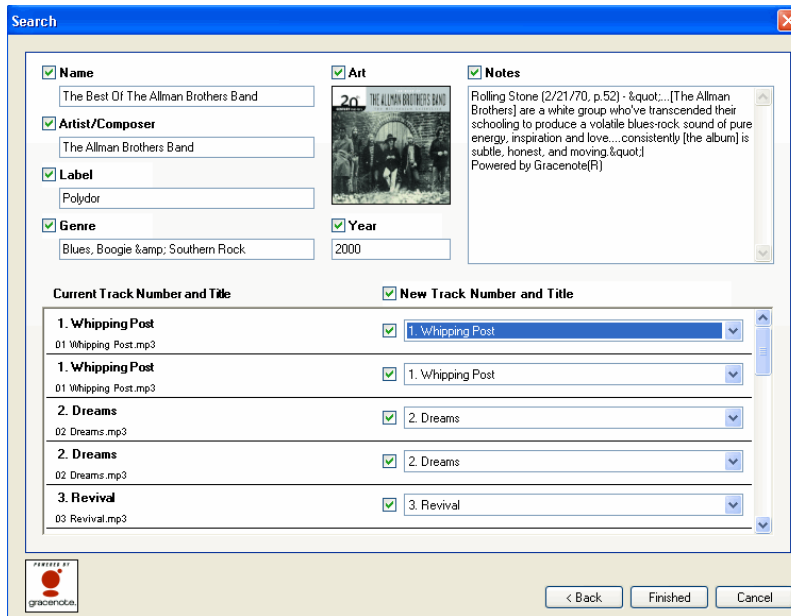 Search
Name
The Best Of The Allman Brothers Band
Artist/Composer
The Allman Brothers Band
Label
Polydor
Genre
Blues, Boogie &amp; Southern Rock
Art
20
THE ALLMAN BROTHERS BAND
Year
2000
Notes
Rolling Stone (2/21/70, p.52) - &quot;...[The Allman
Brothers] are a white group who've transcended their
schooling to produce a volatile blues-rock sound of pure
energy, inspiration and love....consistently [the album] is
subtle, honest, and moving.&quot;|
Powered by Gracenote(R)
Current Track Number and Title
New Track Number and Title
1. Whipping Post
01 Whipping Post.mp3
1. Whipping Post
1. Whipping Post
01 Whipping Post.mp3
1. Whipping Post
2. Dreams
02 Dreams.mp3
2. Dreams
2. Dreams
02 Dreams.mp3
2. Dreams
3. Revival
03 Revival.mp3
3. Revival
POWERED BY
gracenote.
< Back
Finished
Cancel